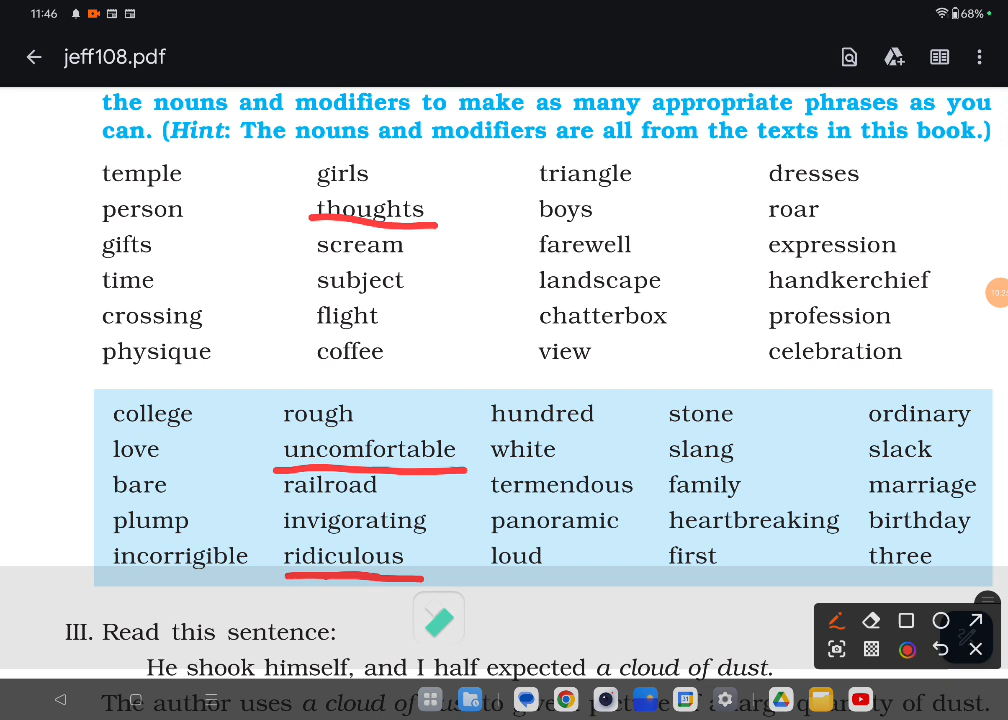 11:46
68%
jeff108.pdf
the nouns and modifiers to make as many appropriate phrases as you
can. (Hint: The nouns and modifiers are all from the texts in this book.)
temple girls triangle dresses
person thoughts boys roar
gifts scream farewell expression
time subject landscape handkerchief
crossing flight chatterbox profession
physique coffee view celebration
college rough hundred stone ordinary
love uncomfortable white slang slack
bare railroad termendous family marriage
plump invigorating panoramic heartbreaking birthday
incorrigible ridiculous loud first three
III. Read this sentence:
He shook himself, and I half expected a cloud of dust.
The author uses a cloud of large quantity of dust.